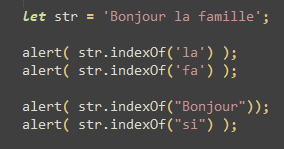 let str = 'Bonjour la famille';
alert( str.indexOf('la') );
alert( str.indexOf('fa') );
alert( str.indexOf("Bonjour"));
alert( str.indexOf("si") );